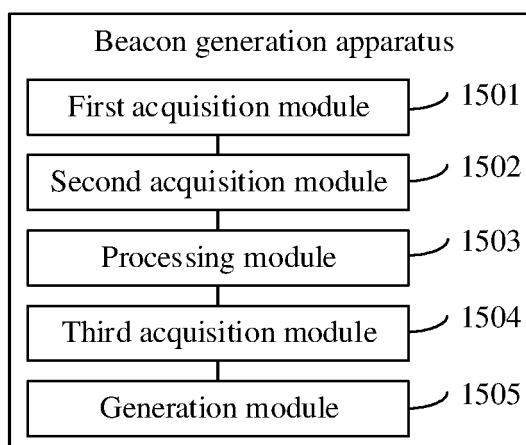 Beacon generation apparatus
First acquisition module 1501
Second acquisition module 1502
Processing module 1503
Third acquisition module 1504
Generation module 1505